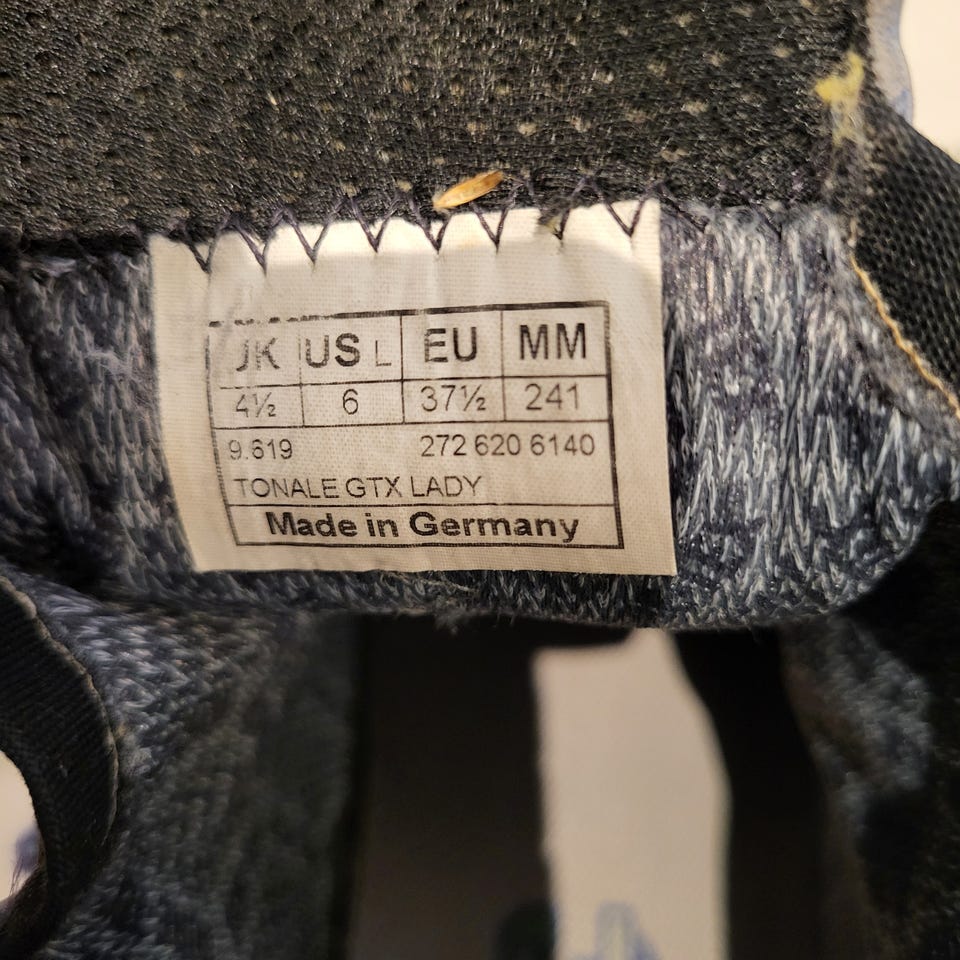 UK US L EU MM
4½ 6 37½ 241
9.619 272 620 6140
TONALE GTX LADY
Made in Germany